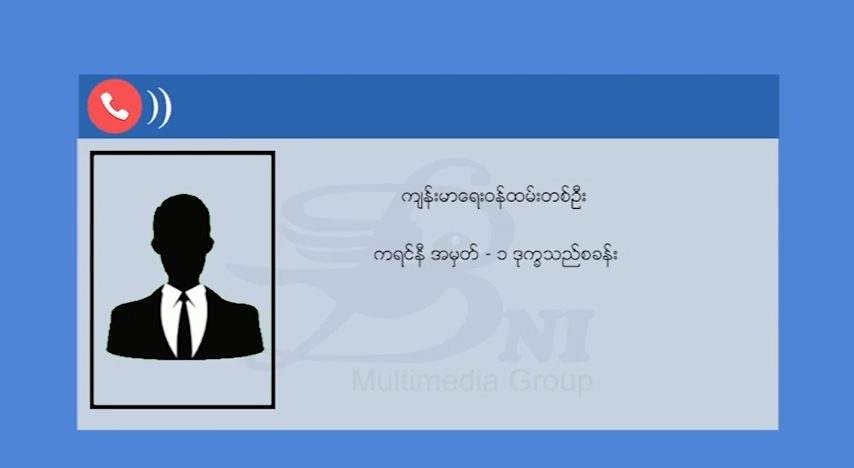 ကျန်းမာရေးဝန်ထမ်းတစ်ဦး
ကရင်နီ အမှတ် - ၁ ဒုက္ခသည်စခန်း
BNI
Multimedia Group